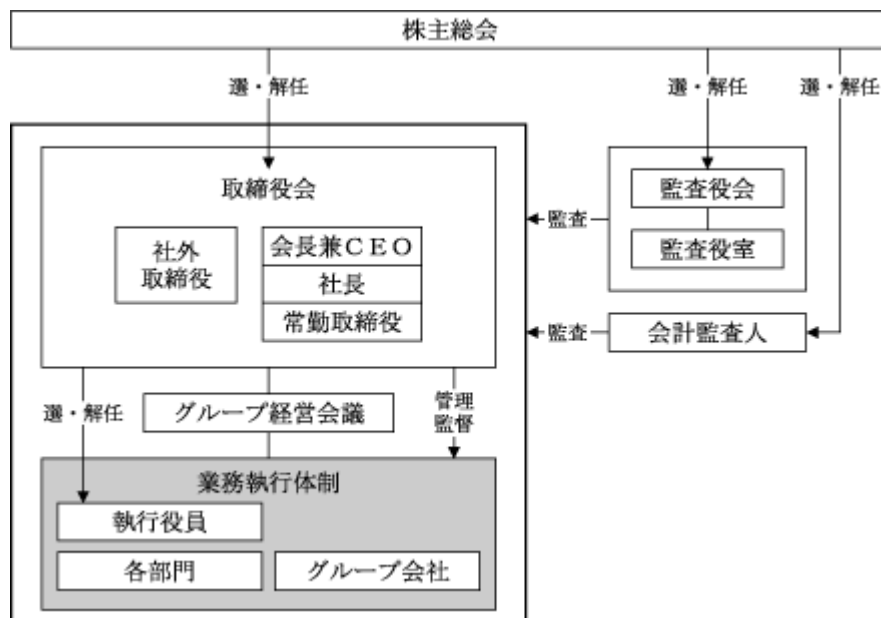 株主総会
選・解任
選・解任
選・解任
取締役会
社外
取締役
会長兼CEO
社長
常勤取締役
監査役会
監査役室
監査
会計監査人
監査
選・解任
グループ経営会議
管理
監督
業務執行体制
執行役員
各部門
グループ会社